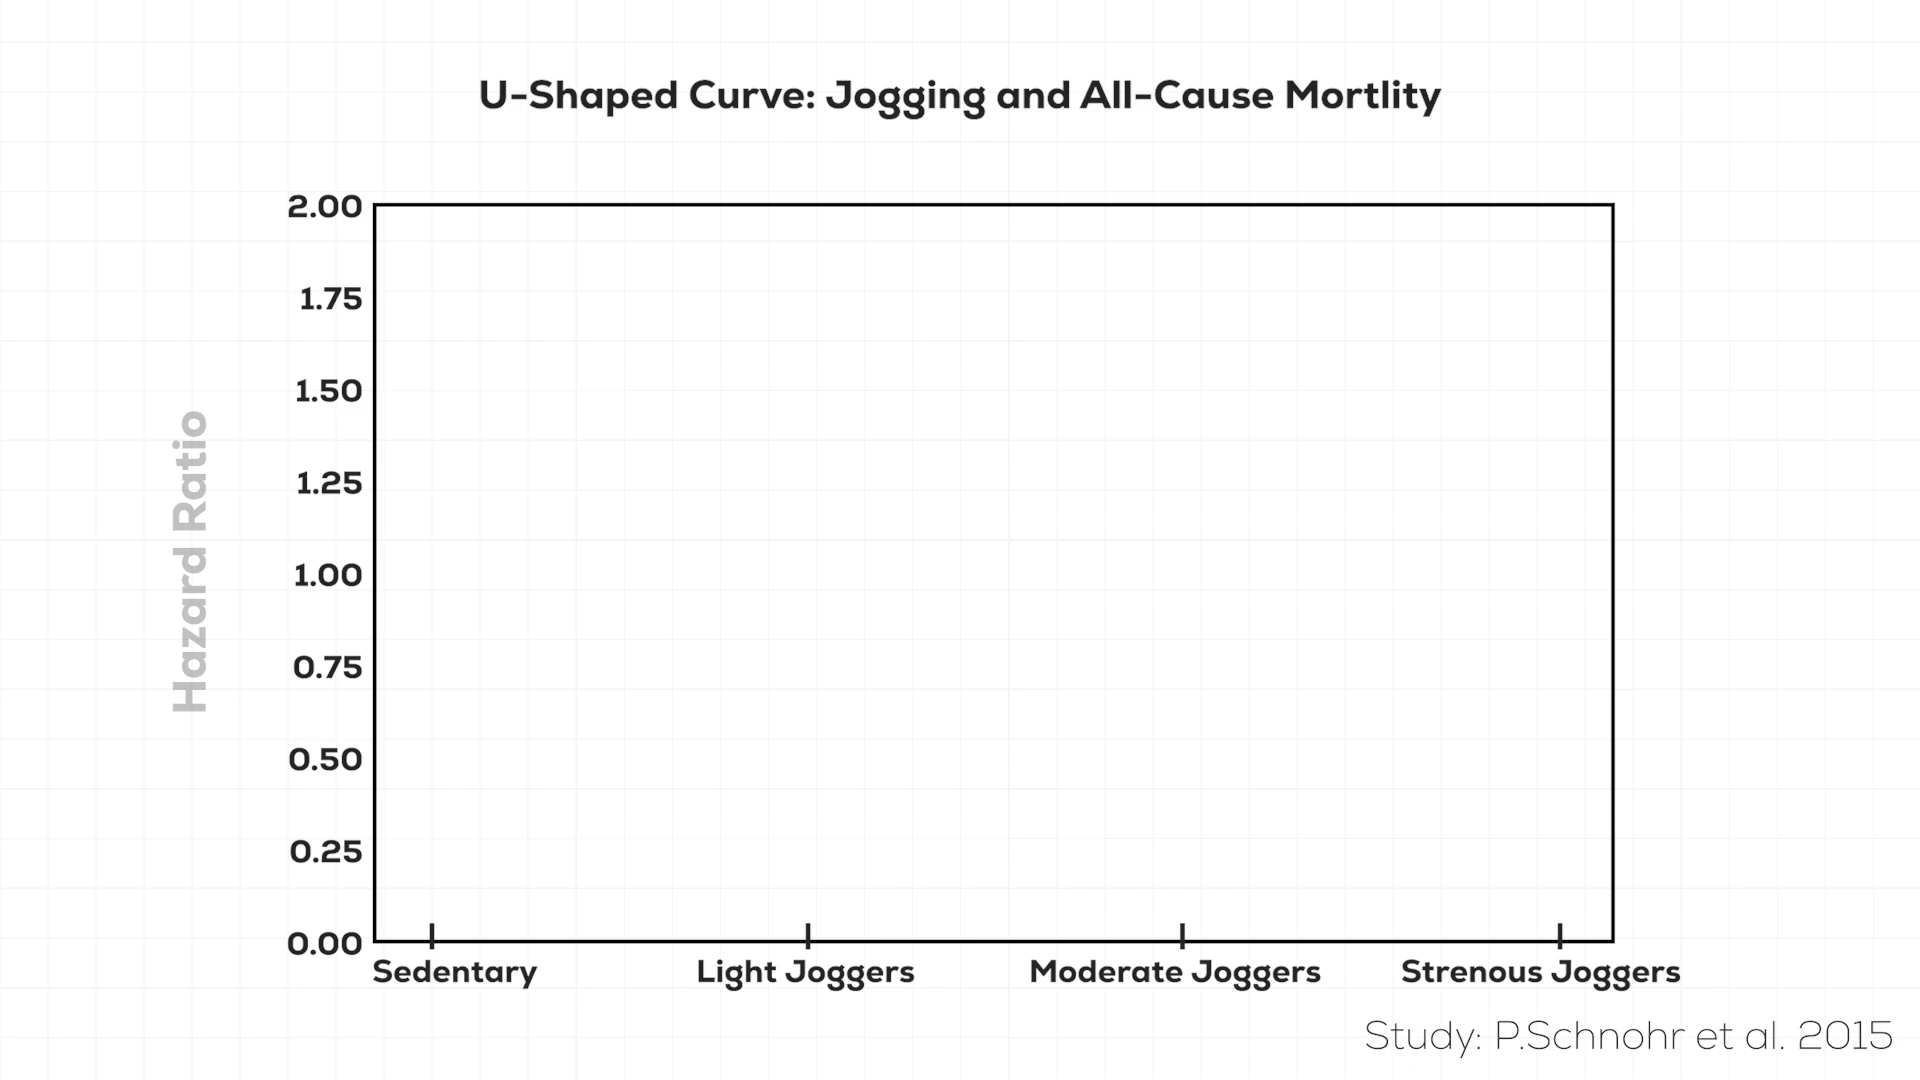 U-Shaped Curve: Jogging and All-Cause Mortlity
2.00
1.75
1.50
1.25
1.00
0.75
0.50
0.25
0.00
Hazard Ratio
Sedentary
Light Joggers
Moderate Joggers
Strenous Joggers
Study: P.Schnohr et al. 2015